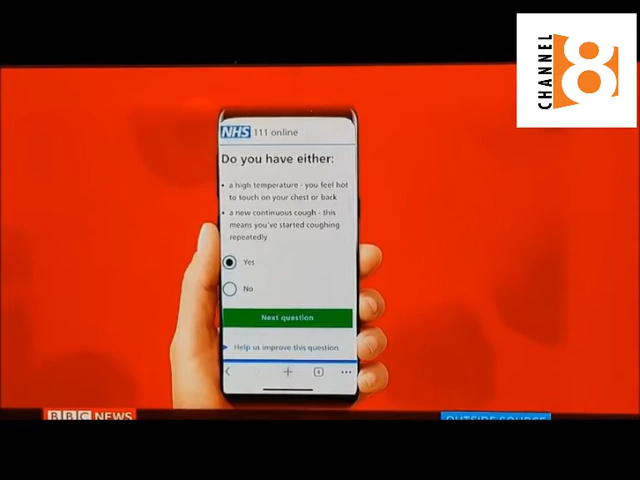 CHANNEL 8
NHS 111 online
Do you have either:
• a high temperature - you feel hot
to touch on your chest or back
• a new continuous cough - this
means you've started coughing
repeatedly
Yes
No
Next question
Help us improve this question
BBC NEWS
OUTSIDE SOURCE